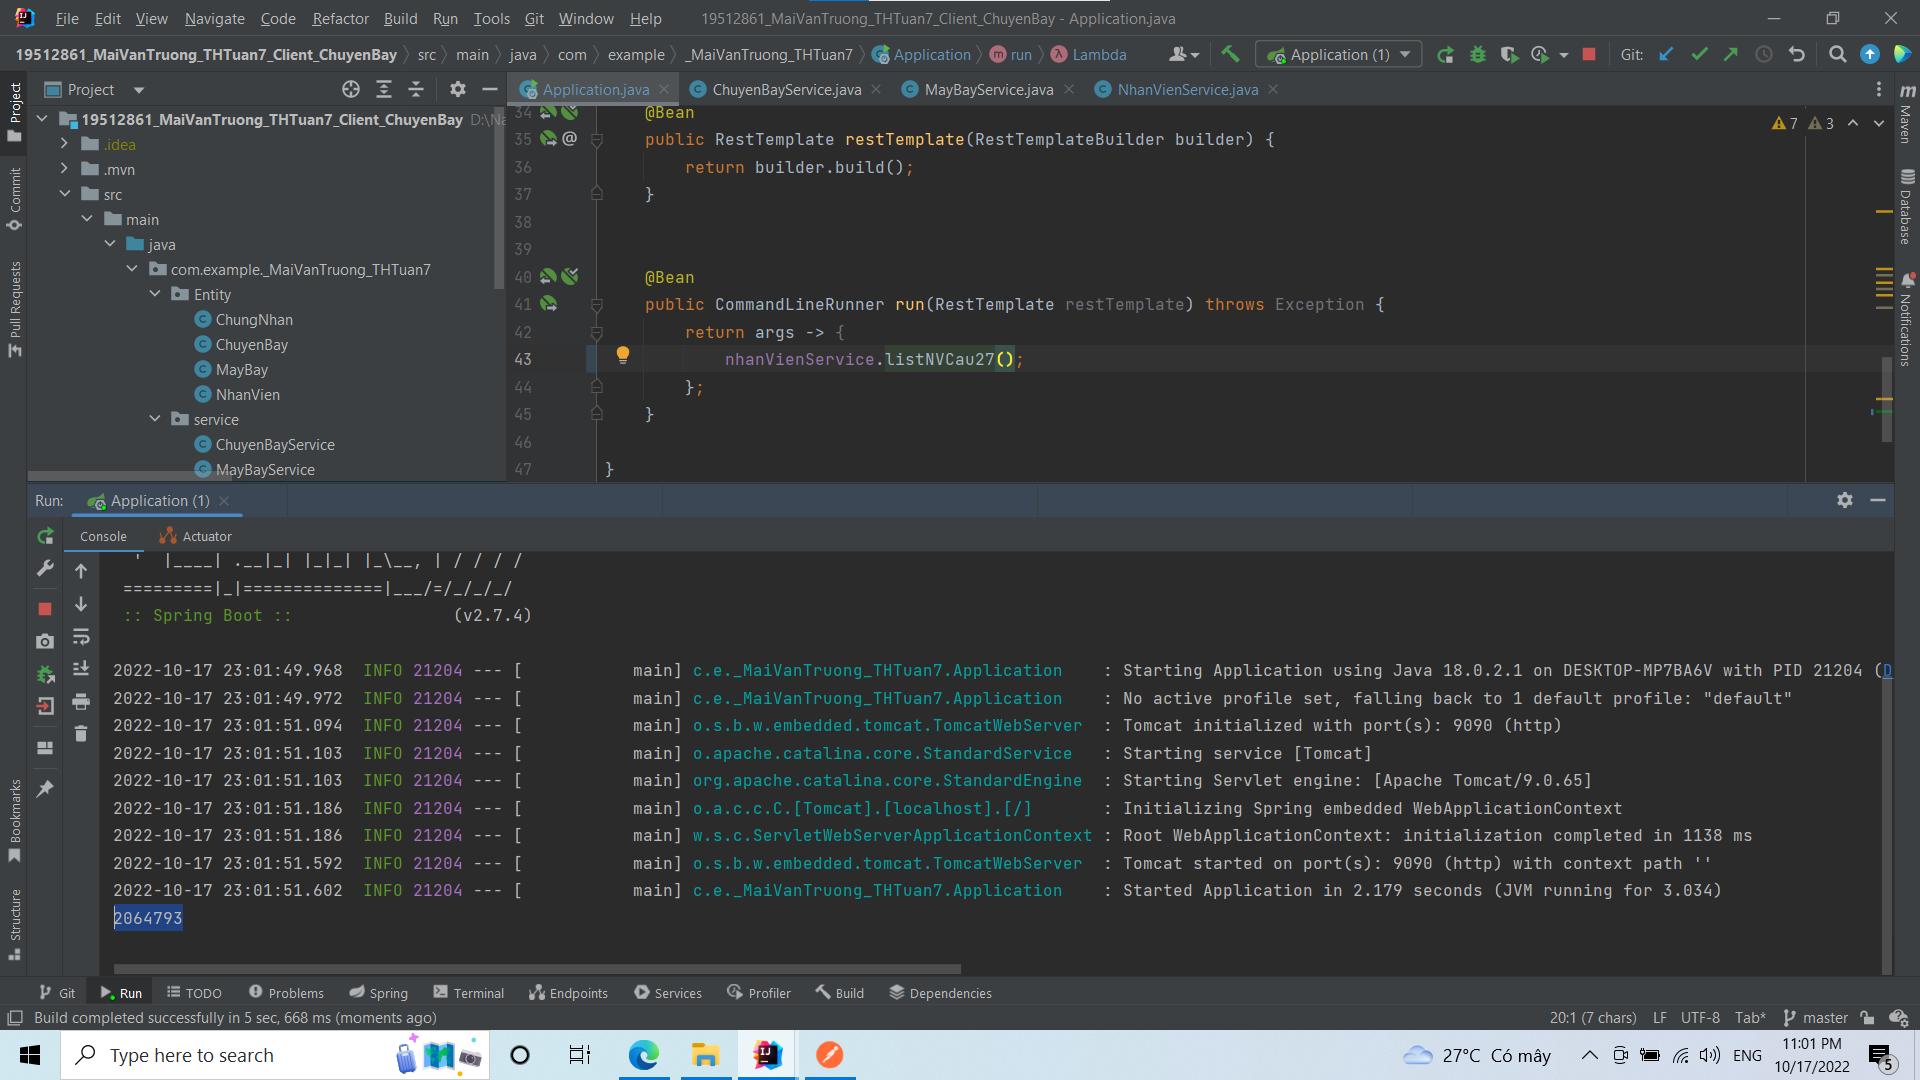 File Edit View Navigate Code Refactor Build Run Tools Git Window Help 19512861_MaiVanTruong_THTuan7_Client_ChuyenBay - Application.java
19512861_MaiVanTruong_THTuan7_Client_ChuyenBay src main java com example _MaiVanTruong_THTuan7 Application run Lambda Application (1) Git:
Project
Application.java ChuyenBayService.java MayBayService.java NhanVienService.java
Project
Commit
Pull Requests
Bookmarks
Structure
19512861_MaiVanTruong_THTuan7_Client_ChuyenBay D:\Na
.idea
.mvn
src
main
java
com.example._MaiVanTruong_THTuan7
Entity
ChungNhan
ChuyenBay
MayBay
NhanVien
service
ChuyenBayService
MayBayService
7 3
34 @Bean
35 public RestTemplate restTemplate(RestTemplateBuilder builder) {
36 return builder.build();
37 }
38
39
40 @Bean
41 public CommandLineRunner run(RestTemplate restTemplate) throws Exception {
42 return args -> {
43 nhanVienService.listNVCau27();
44 };
45 }
46
47 }
Maven
Database
Notifications
Run: Application (1)
Console Actuator
' |____| .__|_| |_|_| |_\__, | / / / /
=========|_|==============|___/=/_/_/_/
:: Spring Boot :: (v2.7.4)
2022-10-17 23:01:49.968 INFO 21204 --- [ main] c.e._MaiVanTruong_THTuan7.Application : Starting Application using Java 18.0.2.1 on DESKTOP-MP7BA6V with PID 21204 (D
2022-10-17 23:01:49.972 INFO 21204 --- [ main] c.e._MaiVanTruong_THTuan7.Application : No active profile set, falling back to 1 default profile: "default"
2022-10-17 23:01:51.094 INFO 21204 --- [ main] o.s.b.w.embedded.tomcat.TomcatWebServer : Tomcat initialized with port(s): 9090 (http)
2022-10-17 23:01:51.103 INFO 21204 --- [ main] o.apache.catalina.core.StandardService : Starting service [Tomcat]
2022-10-17 23:01:51.103 INFO 21204 --- [ main] org.apache.catalina.core.StandardEngine : Starting Servlet engine: [Apache Tomcat/9.0.65]
2022-10-17 23:01:51.186 INFO 21204 --- [ main] o.a.c.c.C.[Tomcat].[localhost].[/] : Initializing Spring embedded WebApplicationContext
2022-10-17 23:01:51.186 INFO 21204 --- [ main] w.s.c.ServletWebServerApplicationContext : Root WebApplicationContext: initialization completed in 1138 ms
2022-10-17 23:01:51.592 INFO 21204 --- [ main] o.s.b.w.embedded.tomcat.TomcatWebServer : Tomcat started on port(s): 9090 (http) with context path ''
2022-10-17 23:01:51.602 INFO 21204 --- [ main] c.e._MaiVanTruong_THTuan7.Application : Started Application in 2.179 seconds (JVM running for 3.034)
2064793
Git Run TODO Problems Spring Terminal Endpoints Services Profiler Build Dependencies
Build completed successfully in 5 sec, 668 ms (moments ago) 20:1 (7 chars) LF UTF-8 Tab* master
Type here to search 27°C Có mây ENG 11:01 PM
10/17/2022 5